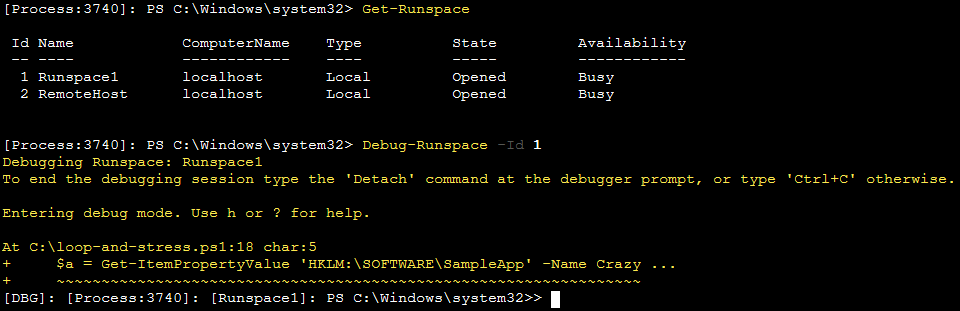 [Process:3740]: PS C:\Windows\system32> Get-Runspace
Id Name ComputerName Type State Availability
-- ---- ------------ ---- ----- ------------
1 Runspace1 localhost Local Opened Busy
2 RemoteHost localhost Local Opened Busy
[Process:3740]: PS C:\Windows\system32> Debug-Runspace -Id 1
Debugging Runspace: Runspace1
To end the debugging session type the 'Detach' command at the debugger prompt, or type 'Ctrl+C' otherwise.
Entering debug mode. Use h or ? for help.
At C:\loop-and-stress.ps1:18 char:5
+     $a = Get-ItemPropertyValue 'HKLM:\SOFTWARE\SampleApp' -Name Crazy ...
+     ~~~~~~~~~~~~~~~~~~~~~~~~~~~~~~~~~~~~~~~~~~~~~~~~~~~~~~~~~~~~~~~~~
[DBG]: [Process:3740]: [Runspace1]: PS C:\Windows\system32>>